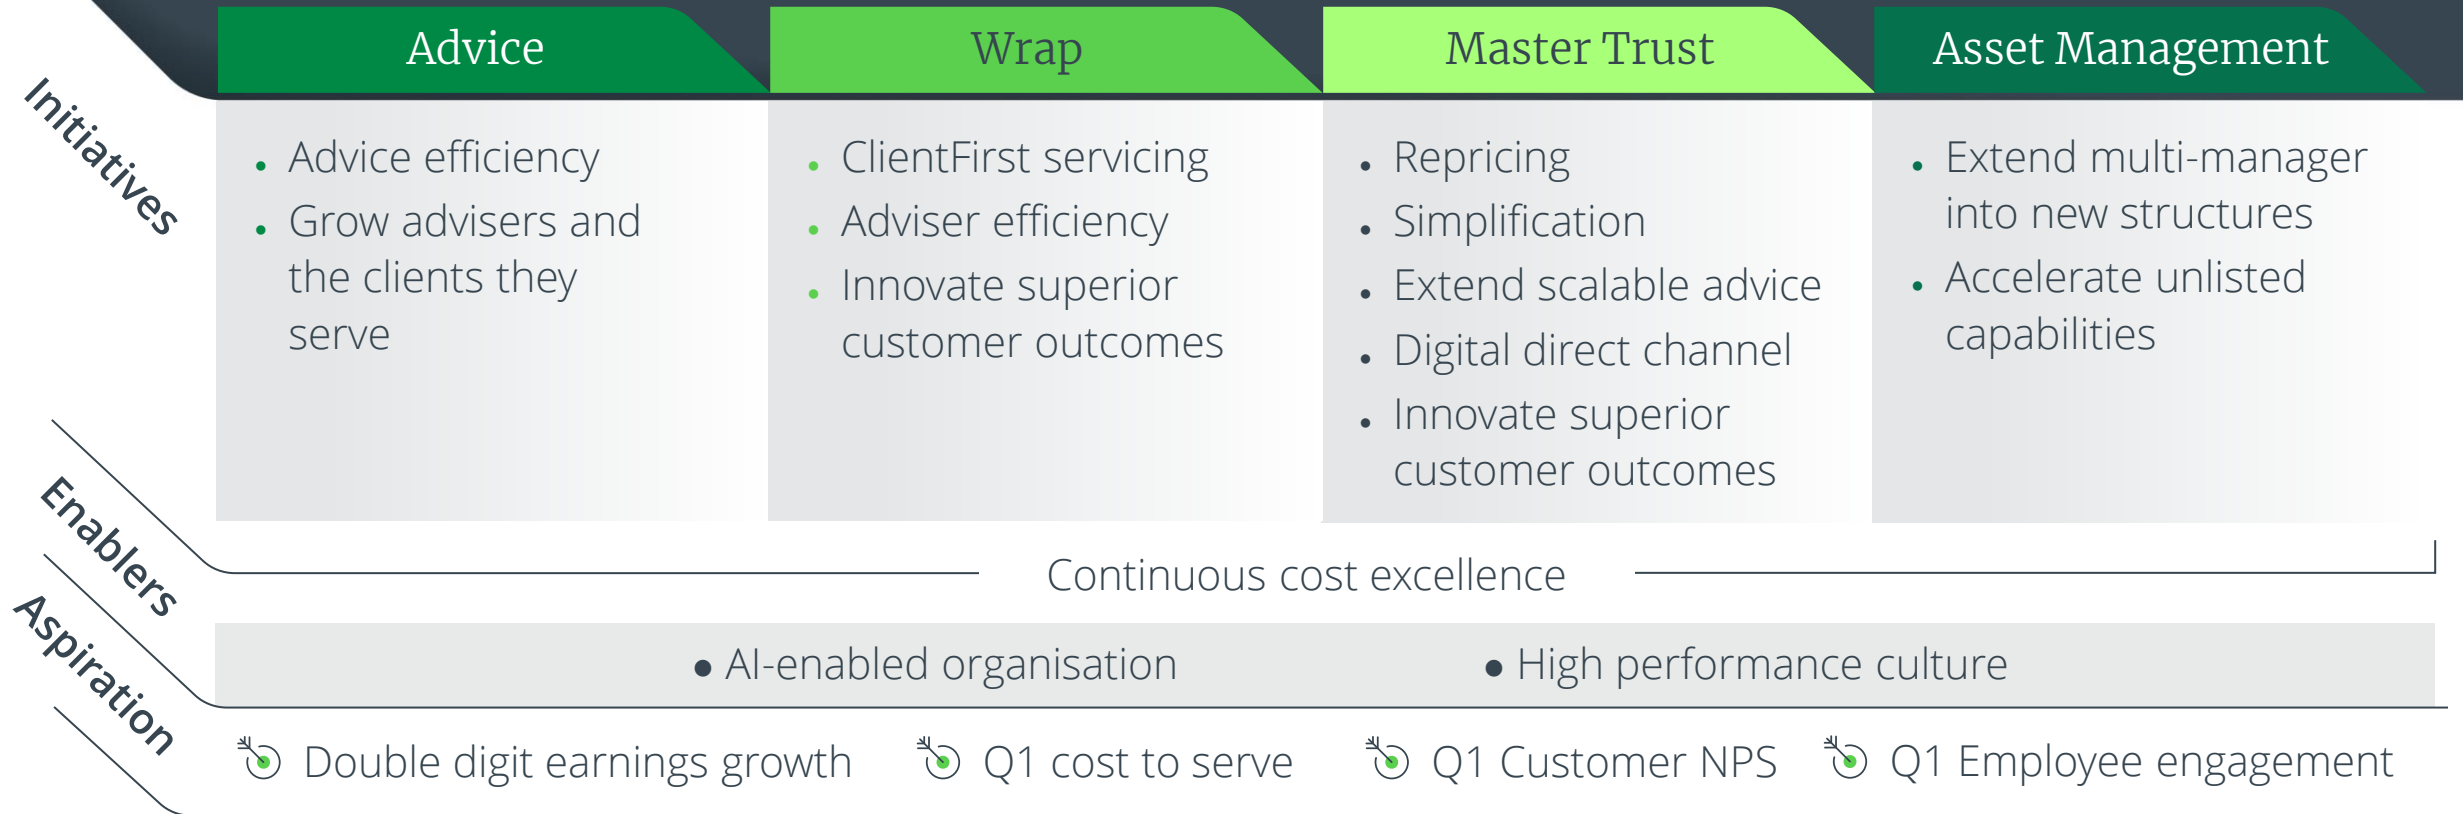 Advice
Wrap
Master Trust
Asset Management
Initiatives
• Advice efficiency
• Grow advisers and
the clients they
serve
• ClientFirst servicing
• Adviser efficiency
• Innovate superior
customer outcomes
• Repricing
• Simplification
• Extend scalable advice
• Digital direct channel
• Innovate superior
customer outcomes
• Extend multi-manager
into new structures
• Accelerate unlisted
capabilities
Enablers
Continuous cost excellence
• AI-enabled organisation
• High performance culture
Aspiration
Double digit earnings growth
Q1 cost to serve
Q1 Customer NPS
Q1 Employee engagement